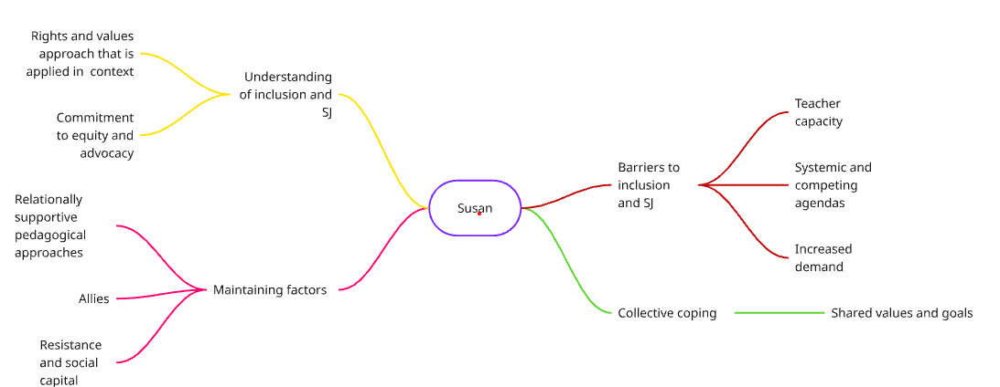 Rights and values
approach that is
applied in  context
Understanding
of inclusion and
SJ
Commitment
to equity and
advocacy
Relationally
supportive
pedagogical
approaches
Maintaining factors
Allies
Resistance
and social
capital
Susan
Barriers to
inclusion
and SJ
Teacher
capacity
Systemic and
competing
agendas
Increased
demand
Collective coping
Shared values and goals